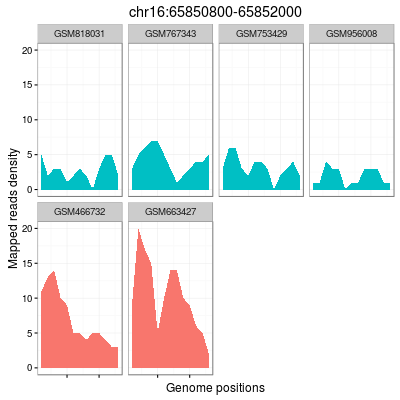 chr16:65850800-65852000
GSM818031 GSM767343 GSM753429 GSM956008
20
15
10
5
0
Mapped reads density
GSM466732 GSM663427
20
15
10
5
0
Genome positions